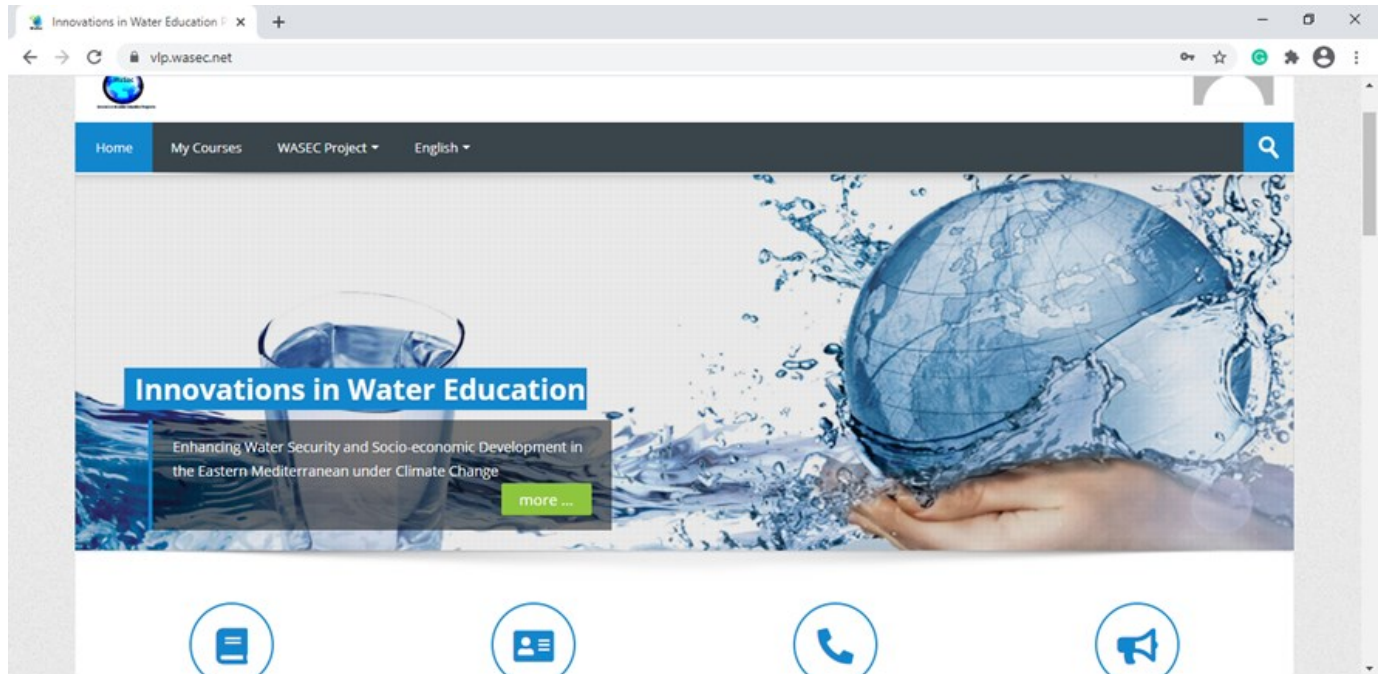 Innovations in Water Education P
vlp.wasec.net
Home My Courses WASEC Project English
Innovations in Water Education
Enhancing Water Security and Socio-economic Development in
the Eastern Mediterranean under Climate Change
more ...